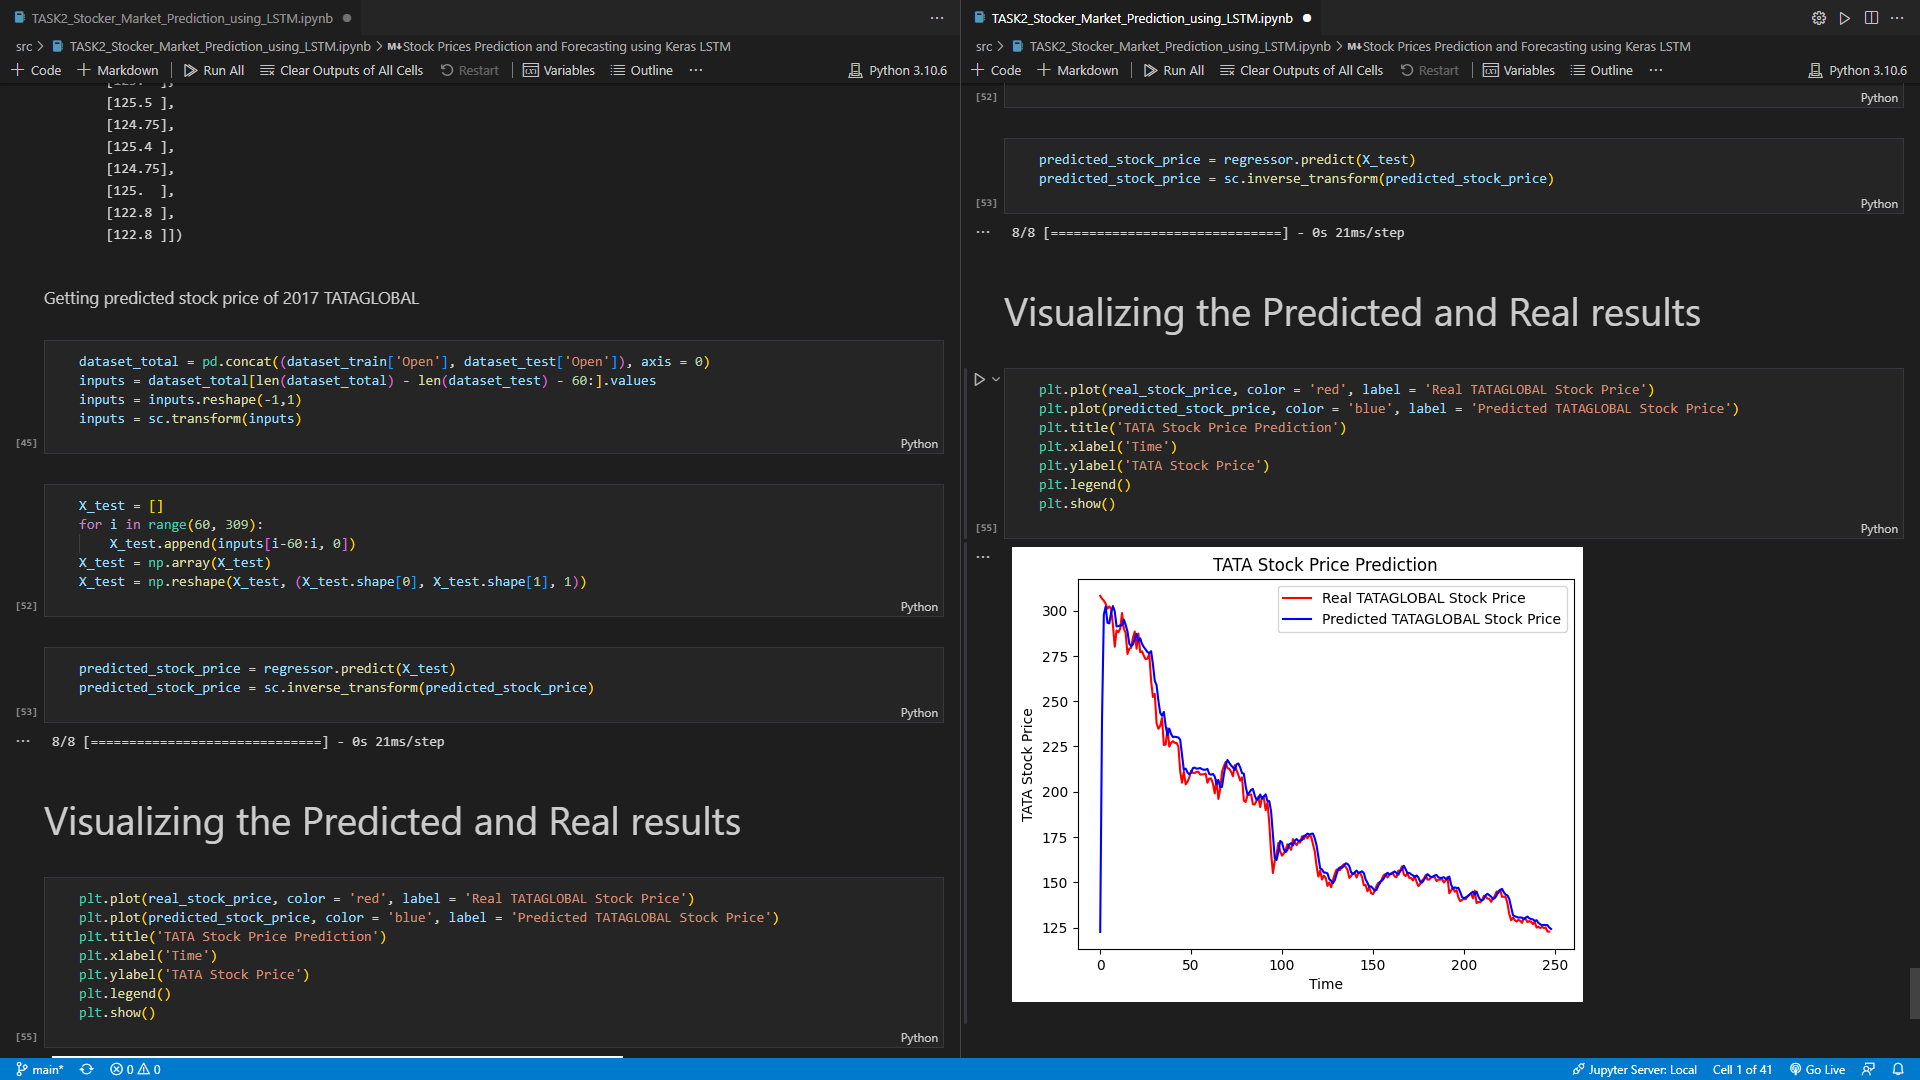 TASK2_Stocker_Market_Prediction_using_LSTM.ipynb
src > TASK2_Stocker_Market_Prediction_using_LSTM.ipynb > M↓Stock Prices Prediction and Forecasting using Keras LSTM
+ Code + Markdown Run All Clear Outputs of All Cells Restart Variables Outline ··· Python 3.10.6
[125.5 ],
[124.75],
[125.4 ],
[124.75],
[125.  ],
[122.8 ],
[122.8 ]])
Getting predicted stock price of 2017 TATAGLOBAL
dataset_total = pd.concat((dataset_train['Open'], dataset_test['Open']), axis = 0)
inputs = dataset_total[len(dataset_total) - len(dataset_test) - 60:].values
inputs = inputs.reshape(-1,1)
inputs = sc.transform(inputs)
[45] Python
X_test = []
for i in range(60, 309):
    X_test.append(inputs[i-60:i, 0])
X_test = np.array(X_test)
X_test = np.reshape(X_test, (X_test.shape[0], X_test.shape[1], 1))
[52] Python
predicted_stock_price = regressor.predict(X_test)
predicted_stock_price = sc.inverse_transform(predicted_stock_price)
[53] Python
··· 8/8 [==============================] - 0s 21ms/step
Visualizing the Predicted and Real results
plt.plot(real_stock_price, color = 'red', label = 'Real TATAGLOBAL Stock Price')
plt.plot(predicted_stock_price, color = 'blue', label = 'Predicted TATAGLOBAL Stock Price')
plt.title('TATA Stock Price Prediction')
plt.xlabel('Time')
plt.ylabel('TATA Stock Price')
plt.legend()
plt.show()
[55] Python
TASK2_Stocker_Market_Prediction_using_LSTM.ipynb
src > TASK2_Stocker_Market_Prediction_using_LSTM.ipynb > M↓Stock Prices Prediction and Forecasting using Keras LSTM
+ Code + Markdown Run All Clear Outputs of All Cells Restart Variables Outline ··· Python 3.10.6
[52] Python
predicted_stock_price = regressor.predict(X_test)
predicted_stock_price = sc.inverse_transform(predicted_stock_price)
[53] Python
··· 8/8 [==============================] - 0s 21ms/step
Visualizing the Predicted and Real results
plt.plot(real_stock_price, color = 'red', label = 'Real TATAGLOBAL Stock Price')
plt.plot(predicted_stock_price, color = 'blue', label = 'Predicted TATAGLOBAL Stock Price')
plt.title('TATA Stock Price Prediction')
plt.xlabel('Time')
plt.ylabel('TATA Stock Price')
plt.legend()
plt.show()
[55] Python
TATA Stock Price Prediction
Real TATAGLOBAL Stock Price
Predicted TATAGLOBAL Stock Price
TATA Stock Price
300
275
250
225
200
175
150
125
0 50 100 150 200 250
Time
main* 0 0 Jupyter Server: Local Cell 1 of 41 Go Live